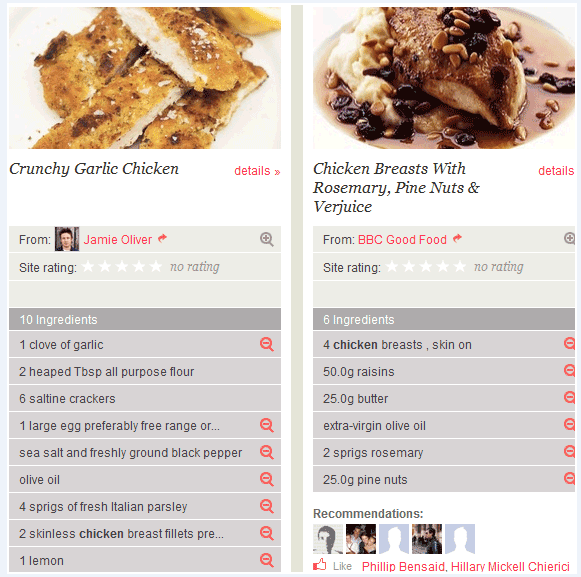 Crunchy Garlic Chicken
details »
From: Jamie Oliver
Site rating: no rating
10 Ingredients
1 clove of garlic
2 heaped Tbsp all purpose flour
6 saltine crackers
1 large egg preferably free range or...
sea salt and freshly ground black pepper
olive oil
4 sprigs of fresh Italian parsley
2 skinless chicken breast fillets pre...
1 lemon
Chicken Breasts With
Rosemary, Pine Nuts &
Verjuice
details
From: BBC Good Food
Site rating: no rating
6 Ingredients
4 chicken breasts , skin on
50.0g raisins
25.0g butter
extra-virgin olive oil
2 sprigs rosemary
25.0g pine nuts
Recommendations:
Like Phillip Bensaid, Hillary Mickell Chierici